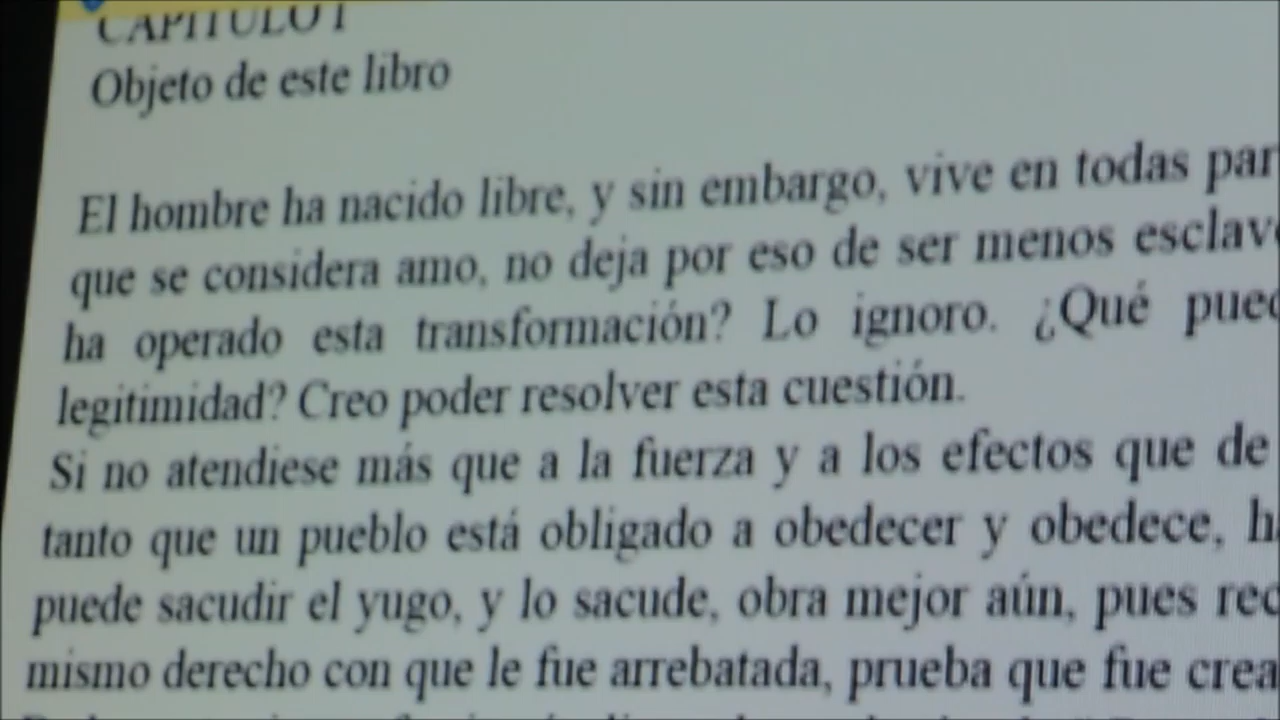 CAPITULO I
Objeto de este libro
El hombre ha nacido libre, y sin embargo, vive en todas par
que se considera amo, no deja por eso de ser menos esclav
ha operado esta transformación? Lo ignoro. ¿Qué pued
legitimidad? Creo poder resolver esta cuestión.
Si no atendiese más que a la fuerza y a los efectos que de
tanto que un pueblo está obligado a obedecer y obedece, h
puede sacudir el yugo, y lo sacude, obra mejor aún, pues rec
mismo derecho con que le fue arrebatada, prueba que fue crea